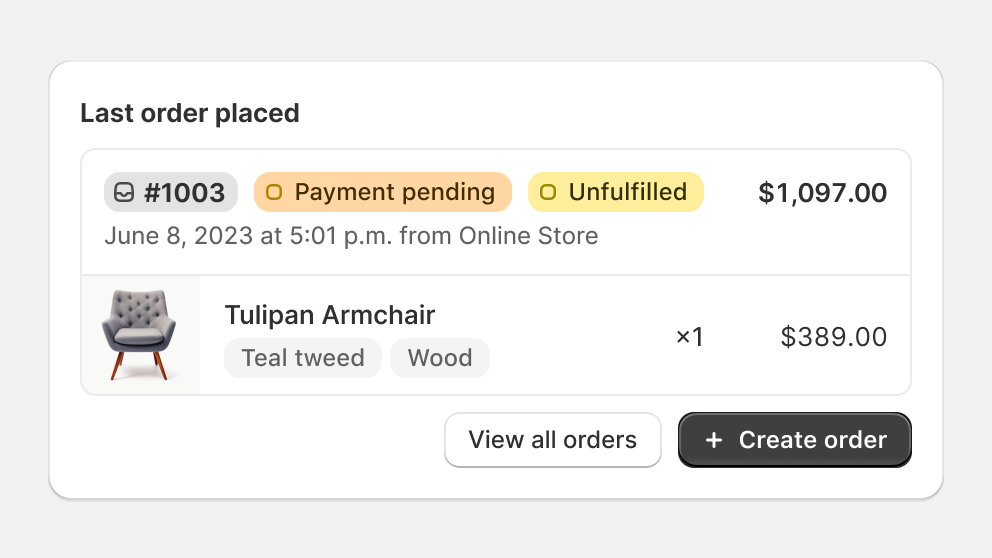 Last order placed
#1003 Payment pending Unfulfilled $1,097.00
June 8, 2023 at 5:01 p.m. from Online Store
Tulipan Armchair
Teal tweed Wood
×1 $389.00
View all orders + Create order